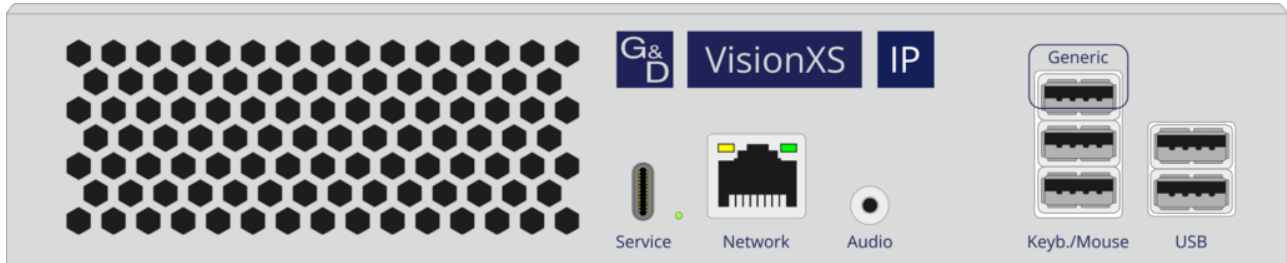 G&D VisionXS IP
Generic
Service Network Audio Keyb./Mouse USB